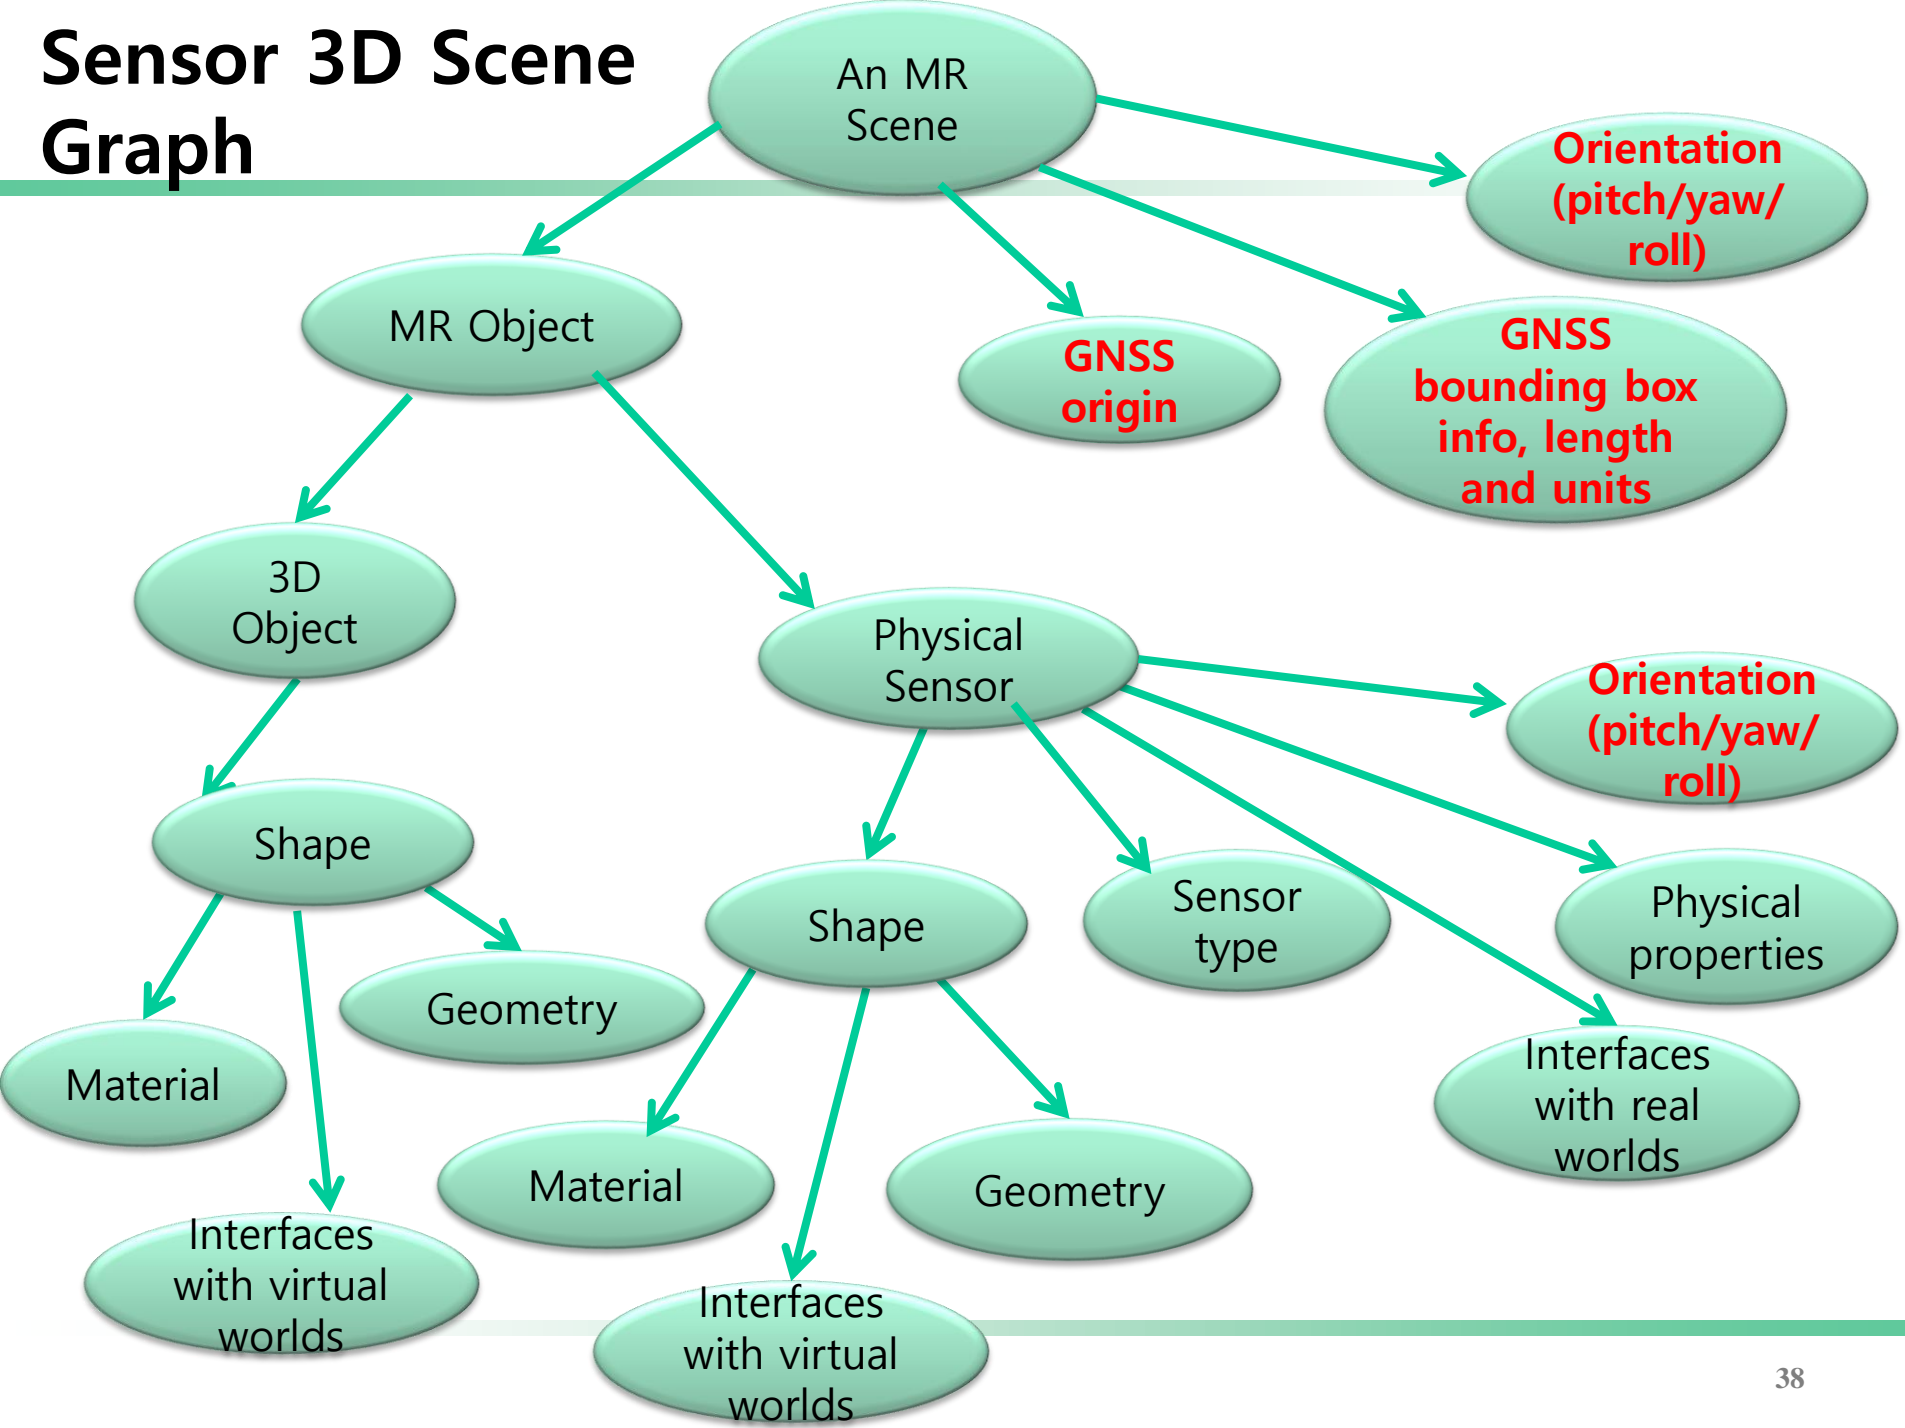 Sensor 3D Scene
Graph
An MR
Scene
Orientation
(pitch/yaw/
roll)
MR Object
GNSS
origin
GNSS
bounding box
info, length
and units
3D
Object
Physical
Sensor
Orientation
(pitch/yaw/
roll)
Shape
Shape
Sensor
type
Physical
properties
Geometry
Material
Interfaces
with real
worlds
Material
Geometry
Interfaces
with virtual
worlds
Interfaces
with virtual
worlds
38